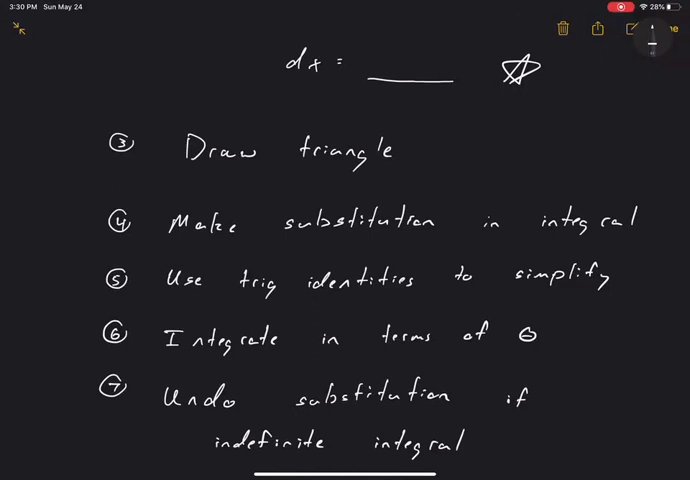 3:30 PM Sun May 24
28%
dx = ______
③ Draw triangle
④ Make substitution in integral
⑤ Use trig identities to simplify
⑥ Integrate in terms of θ
⑦ Undo substitution if
indefinite integral